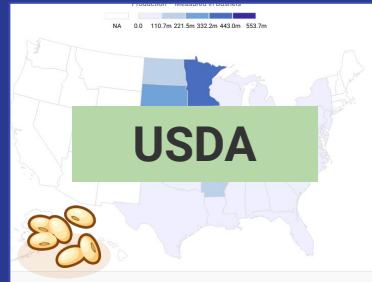 Production - Measured in Bushels
NA 0.0 110.7m 221.5m 332.2m 443.0m 553.7m
USDA